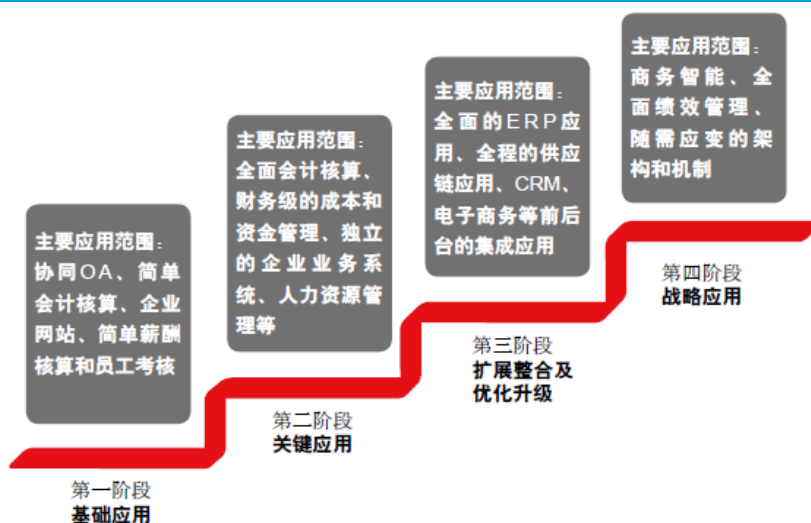 主要应用范围：
协同OA、简单
会计核算、企业
网站、简单薪酬
核算和员工考核
第一阶段
基础应用
主要应用范围：
全面会计核算、
财务级的成本和
资金管理、独立
的企业业务系
统、人力资源管
理等
第二阶段
关键应用
主要应用范围：
全面的ERP应
用、全程的供应
链应用、CRM、
电子商务等前后
台的集成应用
第三阶段
扩展整合及
优化升级
主要应用范围：
商务智能、全
面绩效管理、
随需应变的架
构和机制
第四阶段
战略应用